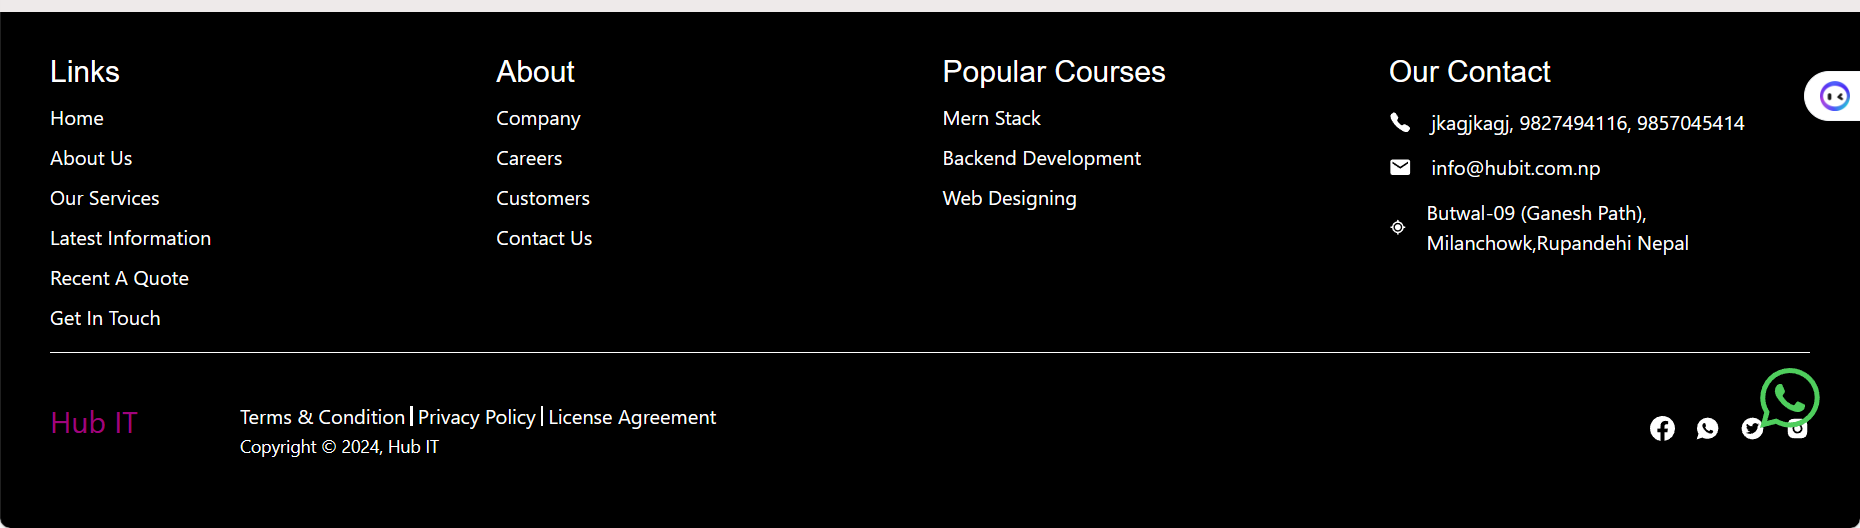 Links
Home
About Us
Our Services
Latest Information
Recent A Quote
Get In Touch
About
Company
Careers
Customers
Contact Us
Popular Courses
Mern Stack
Backend Development
Web Designing
Our Contact
jkagjkagj, 9827494116, 9857045414
info@hubit.com.np
Butwal-09 (Ganesh Path),
Milanchowk,Rupandehi Nepal
Hub IT
Terms & Condition | Privacy Policy | License Agreement
Copyright © 2024, Hub IT